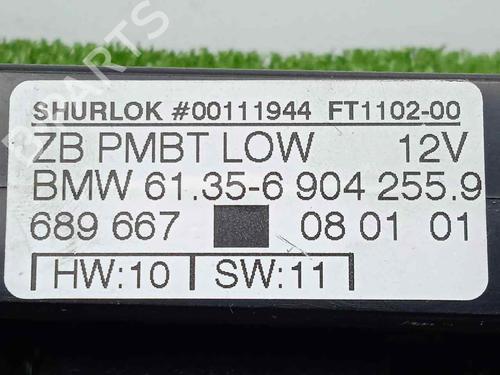 SHURLOK #00111944 FT1102-00
ZB PMBT LOW 12V
BMW 61.35-6 904 255.9
689 667 08 01 01
HW:10 SW:11